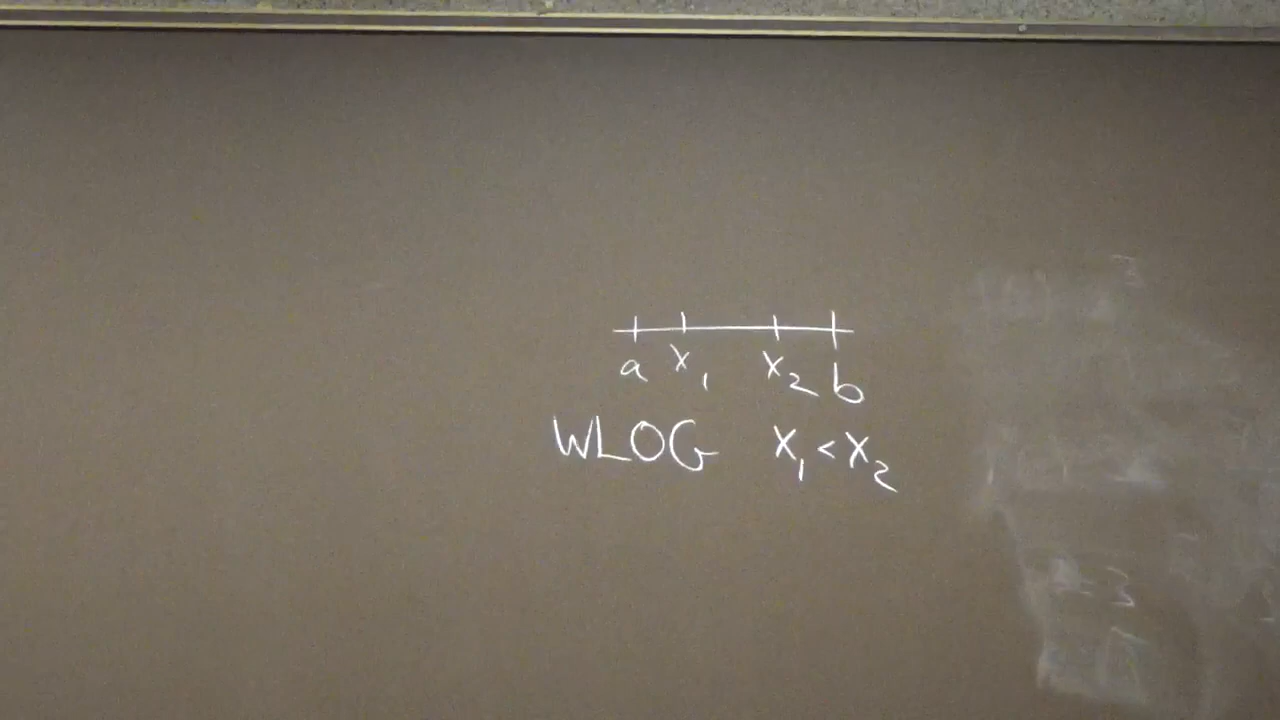 a x₁ x₂ b
WLOG x₁ < x₂